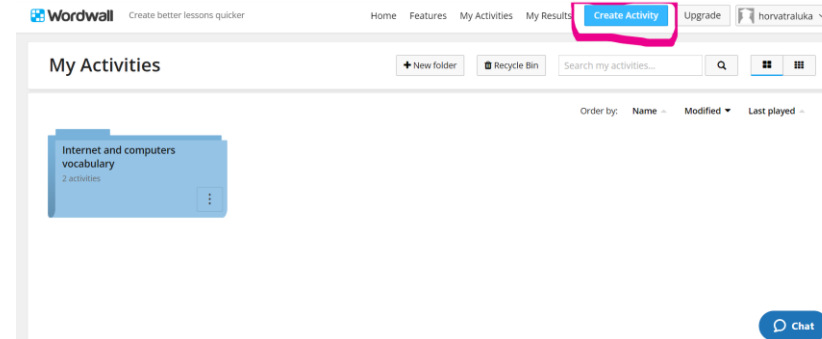 Wordwall Create better lessons quicker Home Features My Activities My Results Create Activity Upgrade horvatraluka
My Activities + New folder Recycle Bin Search my activities...
Order by: Name Modified Last played
Internet and computers
vocabulary
2 activities
Chat